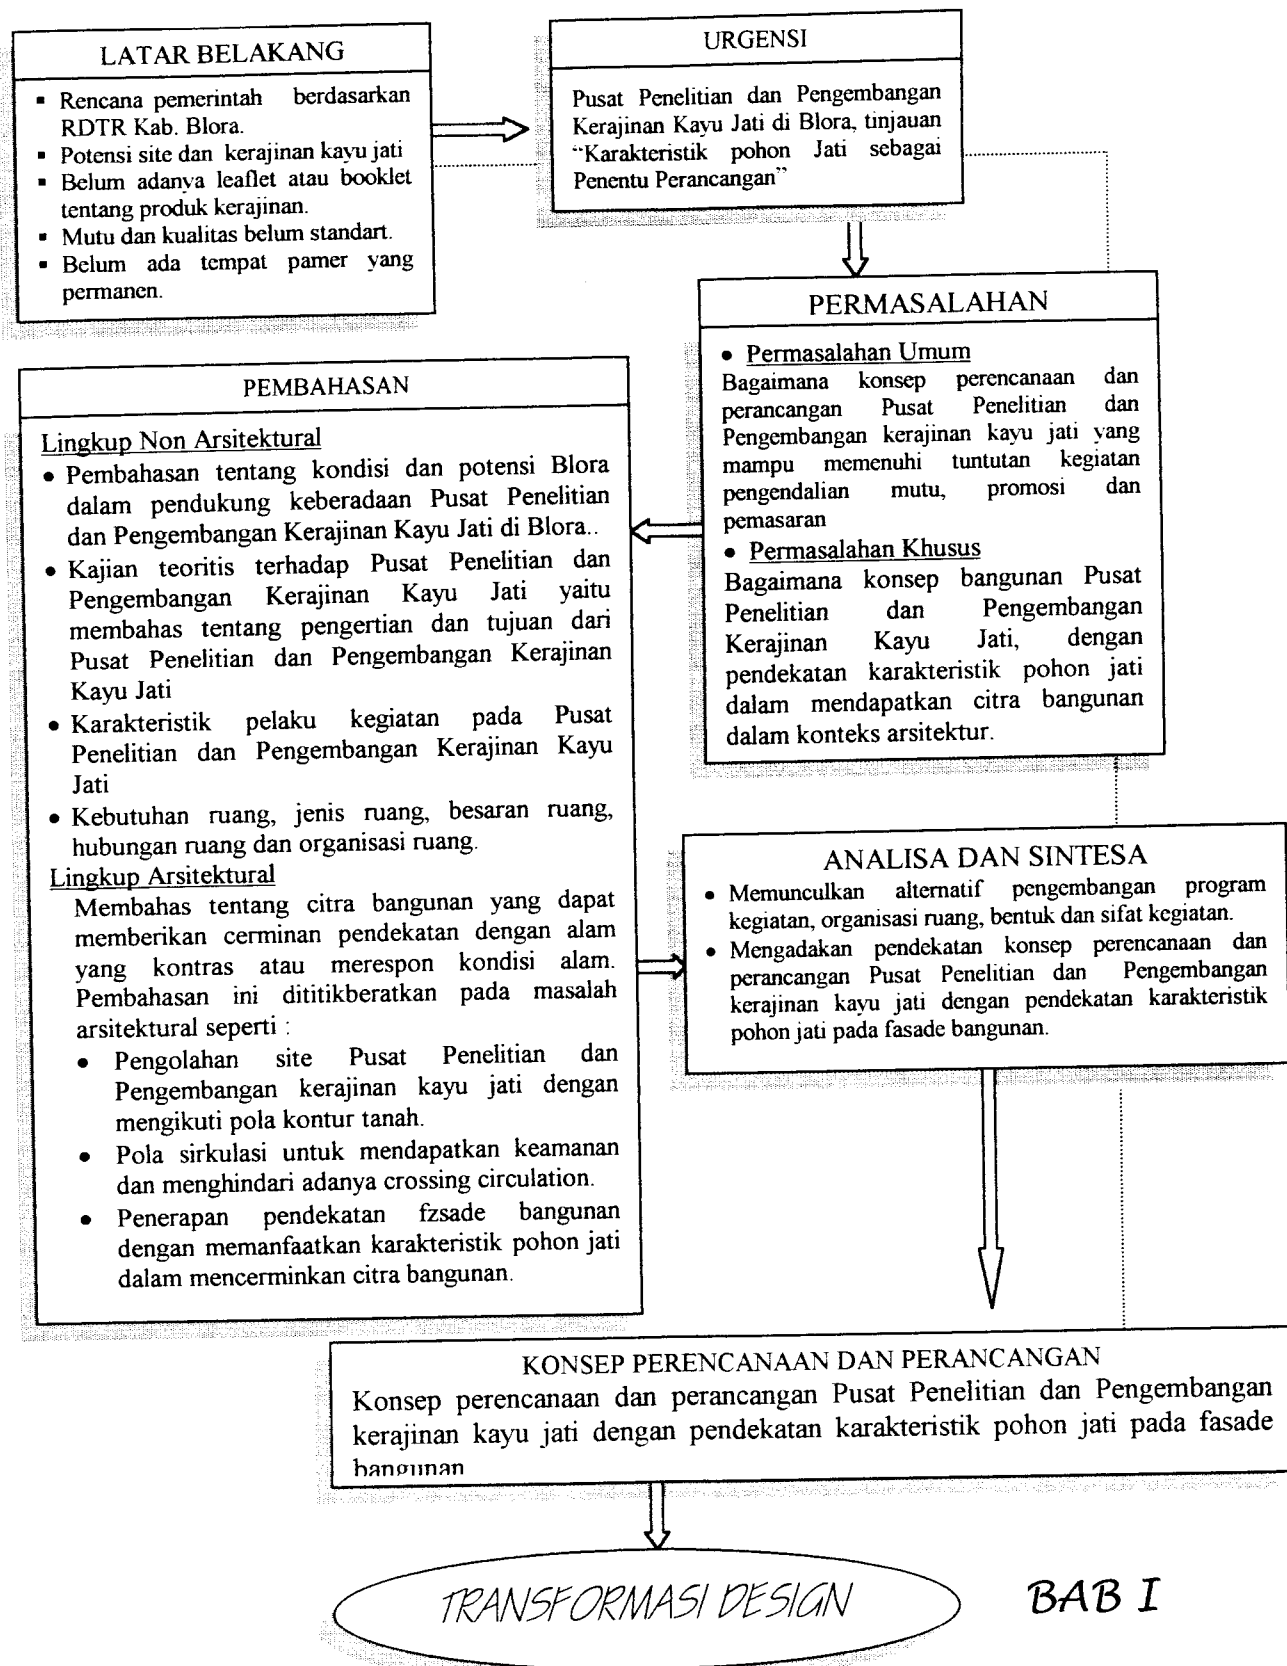 LATAR BELAKANG
▪ Rencana pemerintah berdasarkan
RDTR Kab. Blora.
▪ Potensi site dan kerajinan kayu jati
▪ Belum adanya leaflet atau booklet
tentang produk kerajinan.
▪ Mutu dan kualitas belum standart.
▪ Belum ada tempat pamer yang
permanen.
URGENSI
Pusat Penelitian dan Pengembangan
Kerajinan Kayu Jati di Blora, tinjauan
“Karakteristik pohon Jati sebagai
Penentu Perancangan”
PERMASALAHAN
• Permasalahan Umum
Bagaimana konsep perencanaan dan
perancangan Pusat Penelitian dan
Pengembangan kerajinan kayu jati yang
mampu memenuhi tuntutan kegiatan
pengendalian mutu, promosi dan
pemasaran
• Permasalahan Khusus
Bagaimana konsep bangunan Pusat
Penelitian dan Pengembangan
Kerajinan Kayu Jati, dengan
pendekatan karakteristik pohon jati
dalam mendapatkan citra bangunan
dalam konteks arsitektur.
PEMBAHASAN
Lingkup Non Arsitektural
• Pembahasan tentang kondisi dan potensi Blora
dalam pendukung keberadaan Pusat Penelitian
dan Pengembangan Kerajinan Kayu Jati di Blora..
• Kajian teoritis terhadap Pusat Penelitian dan
Pengembangan Kerajinan Kayu Jati yaitu
membahas tentang pengertian dan tujuan dari
Pusat Penelitian dan Pengembangan Kerajinan
Kayu Jati
• Karakteristik pelaku kegiatan pada Pusat
Penelitian dan Pengembangan Kerajinan Kayu
Jati
• Kebutuhan ruang, jenis ruang, besaran ruang,
hubungan ruang dan organisasi ruang.
Lingkup Arsitektural
Membahas tentang citra bangunan yang dapat
memberikan cerminan pendekatan dengan alam
yang kontras atau merespon kondisi alam.
Pembahasan ini dititikberatkan pada masalah
arsitektural seperti :
• Pengolahan site Pusat Penelitian dan
Pengembangan kerajinan kayu jati dengan
mengikuti pola kontur tanah.
• Pola sirkulasi untuk mendapatkan keamanan
dan menghindari adanya crossing circulation.
• Penerapan pendekatan fzsade bangunan
dengan memanfaatkan karakteristik pohon jati
dalam mencerminkan citra bangunan.
ANALISA DAN SINTESA
• Memunculkan alternatif pengembangan program
kegiatan, organisasi ruang, bentuk dan sifat kegiatan.
• Mengadakan pendekatan konsep perencanaan dan
perancangan Pusat Penelitian dan Pengembangan
kerajinan kayu jati dengan pendekatan karakteristik
pohon jati pada fasade bangunan.
KONSEP PERENCANAAN DAN PERANCANGAN
Konsep perencanaan dan perancangan Pusat Penelitian dan Pengembangan
kerajinan kayu jati dengan pendekatan karakteristik pohon jati pada fasade
bangunan
TRANSFORMASI DESIGN
BAB I